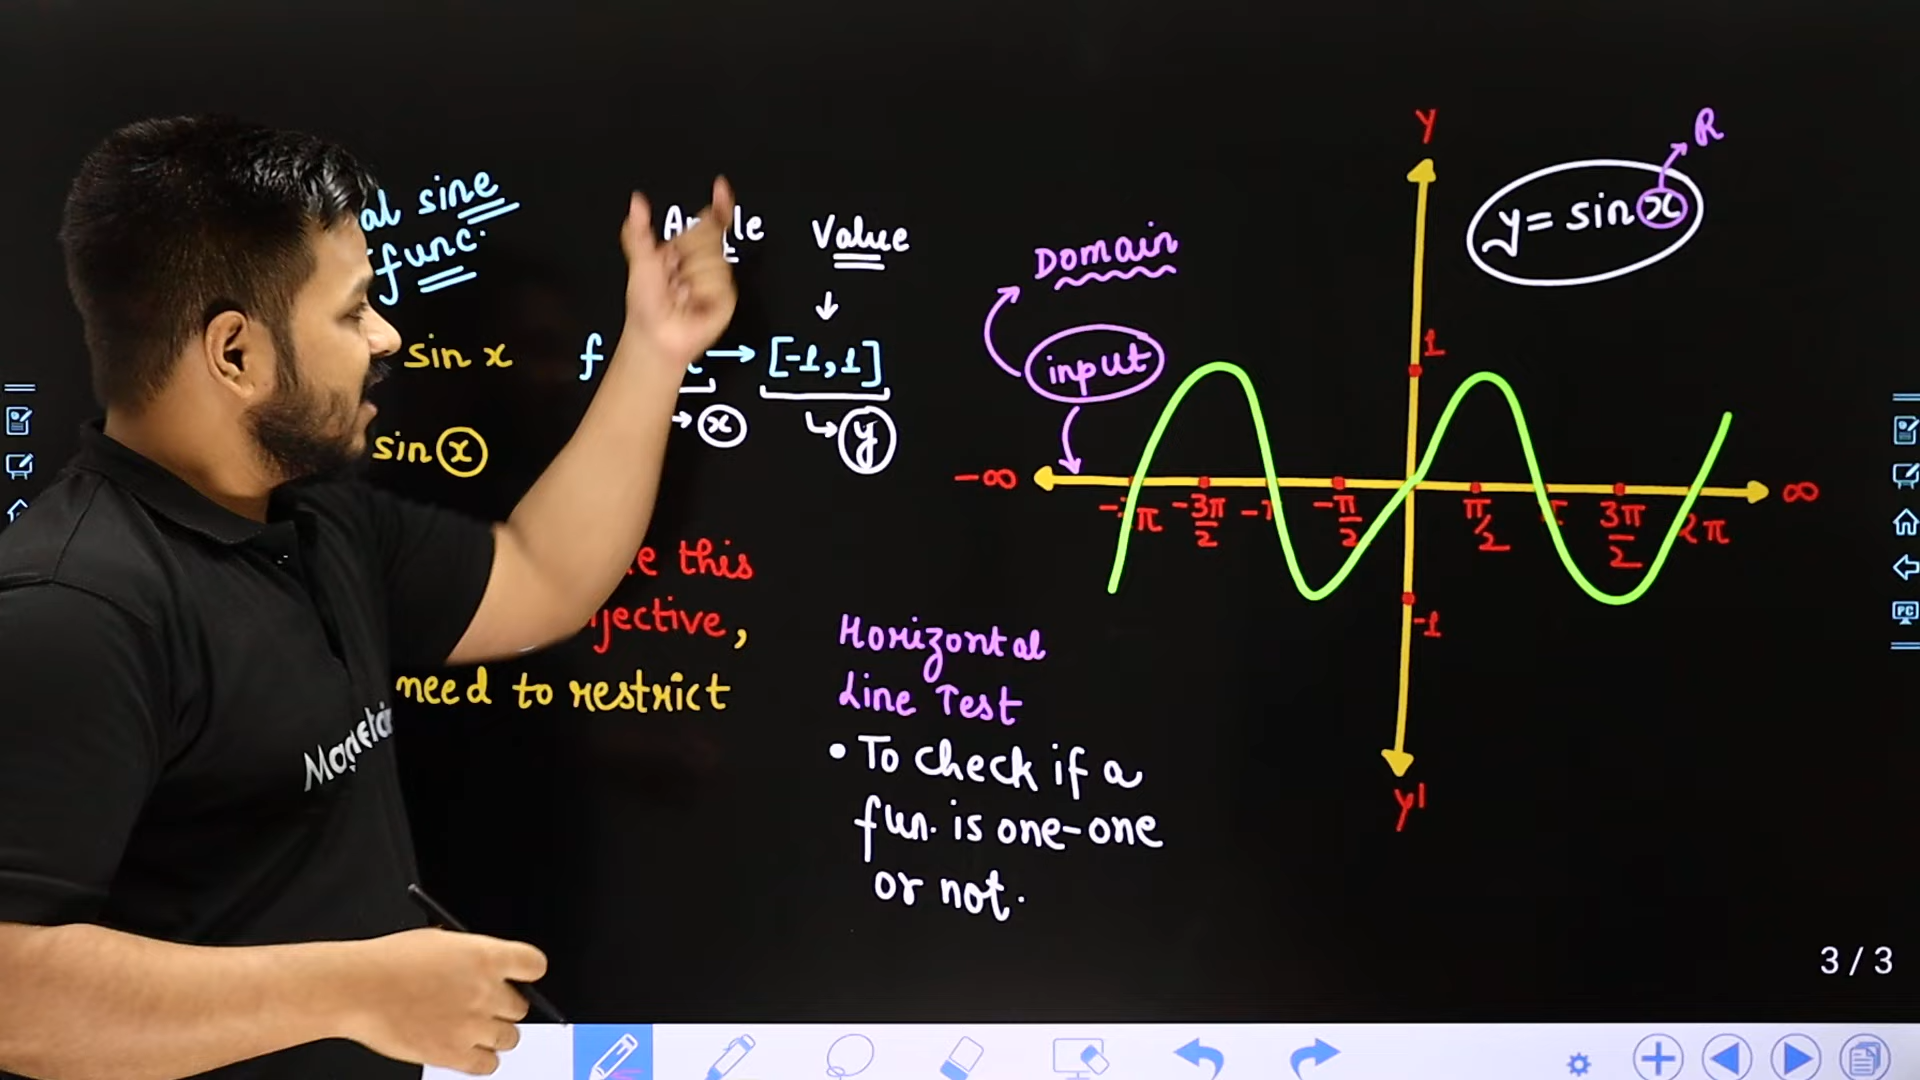 al sine
func.
Value
sin x
f
→ [-1,1]
→ x
↳ y
sin x
this
jective,
need to restrict
Horizontal
Line Test
• To check if a
fun. is one-one
or not.
Domain
input
y = sin x
R
Y
1
-∞
-3π/2
-π/2
π/2
3π/2
2π
∞
-1
Y'
3/3
PC